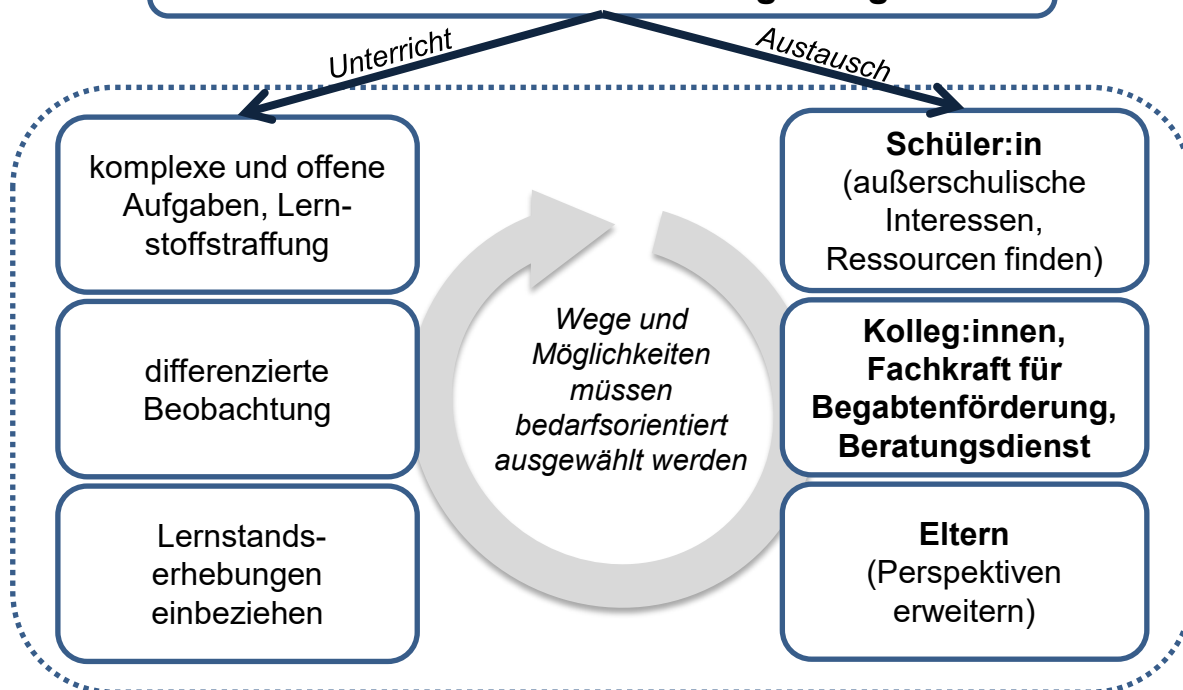 Unterricht
Austausch
komplexe und offene
Aufgaben, Lern-
stoffstraffung
differenzierte
Beobachtung
Lernstands-
erhebungen
einbeziehen
Wege und
Möglichkeiten
müssen
bedarfsorientiert
ausgewählt werden
Schüler:in
(außerschulische
Interessen,
Ressourcen finden)
Kolleg:innen,
Fachkraft für
Begabtenförderung,
Beratungsdienst
Eltern
(Perspektiven
erweitern)